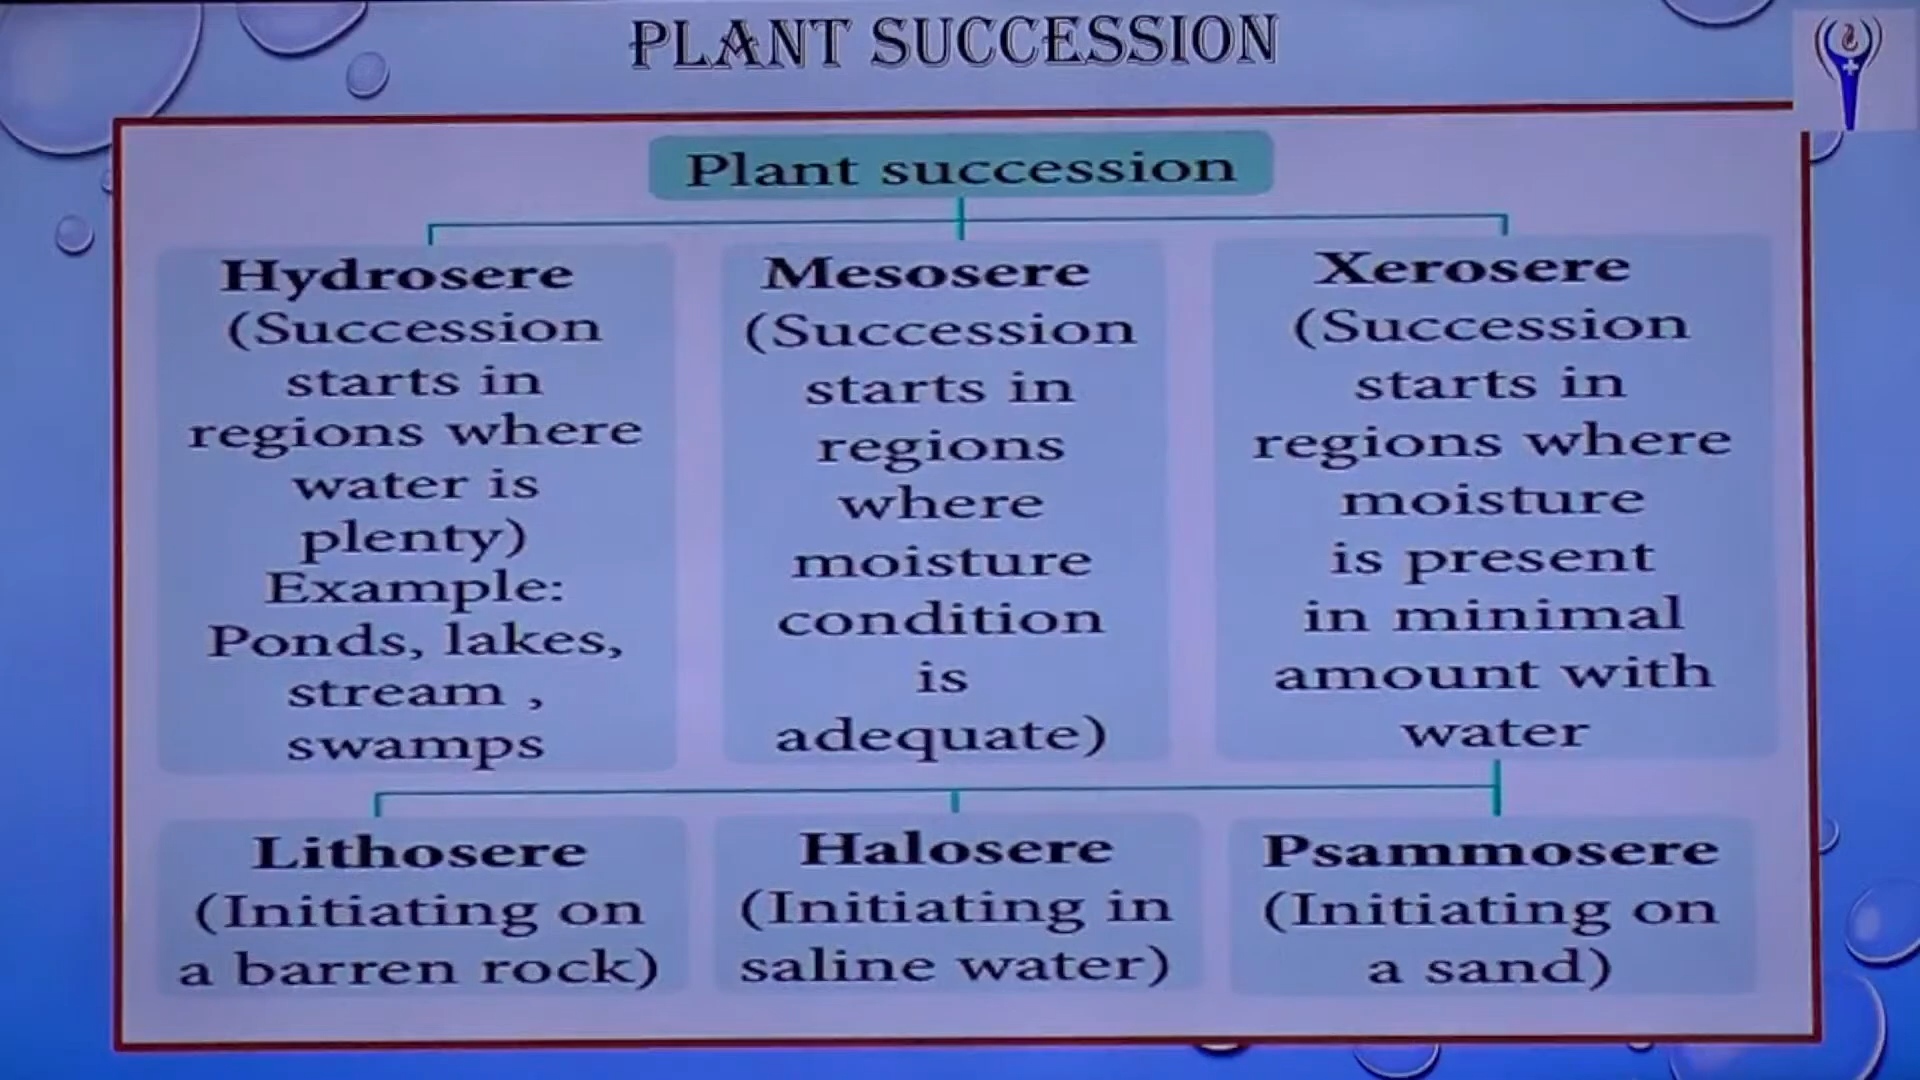 PLANT SUCCESSION
Plant succession
Hydrosere
(Succession
starts in
regions where
water is
plenty)
Example:
Ponds, lakes,
stream ,
swamps
Mesosere
(Succession
starts in
regions
where
moisture
condition
is
adequate)
Xerosere
(Succession
starts in
regions where
moisture
is present
in minimal
amount with
water
Lithosere
(Initiating on
a barren rock)
Halosere
(Initiating in
saline water)
Psammosere
(Initiating on
a sand)